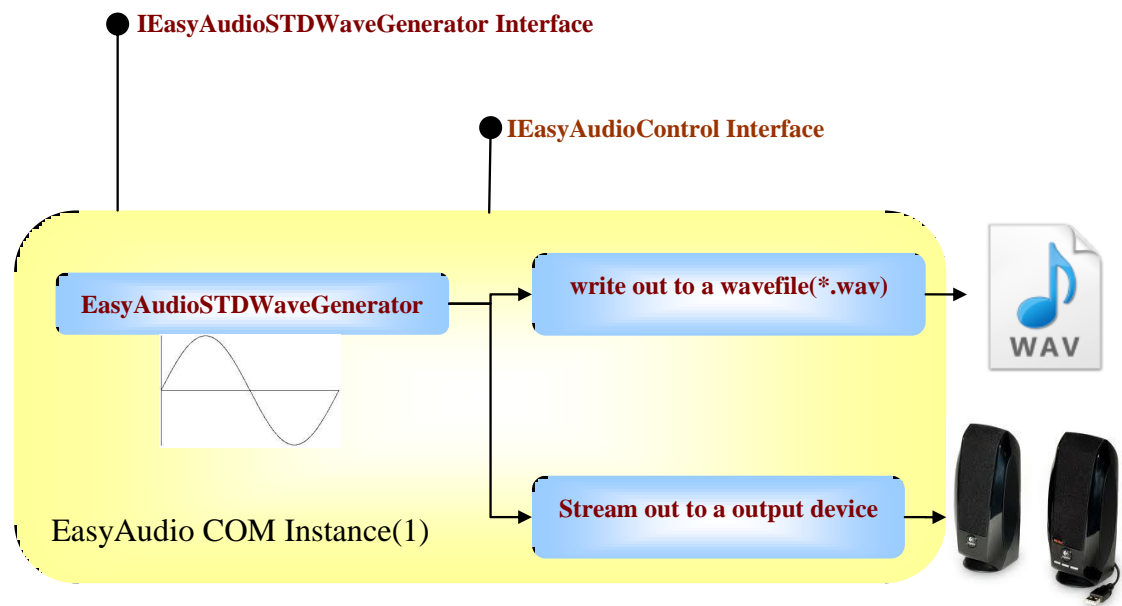 IEasyAudioSTDWaveGenerator Interface
IEasyAudioControl Interface
EasyAudioSTDWaveGenerator
write out to a wavefile(*.wav)
WAV
Stream out to a output device
EasyAudio COM Instance(1)